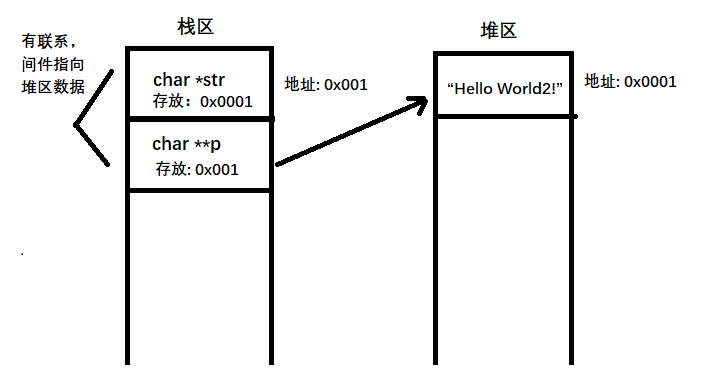 有联系，
间件指向
堆区数据
栈区
char *str
存放：0x0001
地址: 0x001
char **p
存放: 0x001
堆区
“Hello World2!”
地址: 0x0001